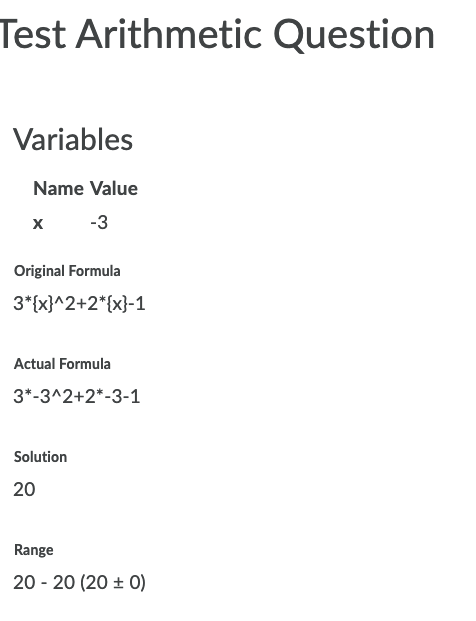 Test Arithmetic Question
Variables
Name Value
x -3
Original Formula
3*{x}^2+2*{x}-1
Actual Formula
3*-3^2+2*-3-1
Solution
20
Range
20 - 20 (20 ± 0)